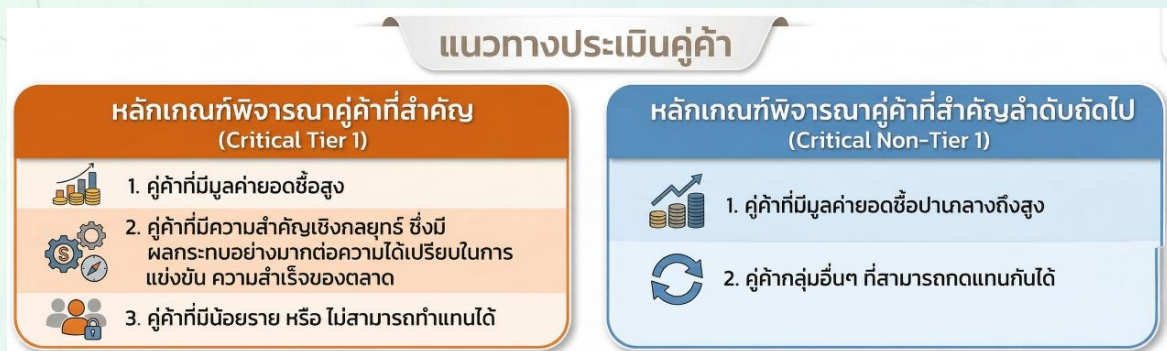 แนวทางประเมินคู่ค้า
หลักเกณฑ์พิจารณาคู่ค้าที่สำคัญ
(Critical Tier 1)
1. คู่ค้าที่มีมูลค่ายอดซื้อสูง
2. คู่ค้าที่มีความสำคัญเชิงกลยุทธ์ ซึ่งมี
ผลกระทบอย่างมากต่อความได้เปรียบในการ
แข่งขัน ความสำเร็จของตลาด
3. คู่ค้าที่มีน้อยราย หรือ ไม่สามารถทำแทนได้
หลักเกณฑ์พิจารณาคู่ค้าที่สำคัญลำดับถัดไป
(Critical Non-Tier 1)
1. คู่ค้าที่มีมูลค่ายอดซื้อปานกลางถึงสูง
2. คู่ค้ากลุ่มอื่นๆ ที่สามารถทดแทนกันได้